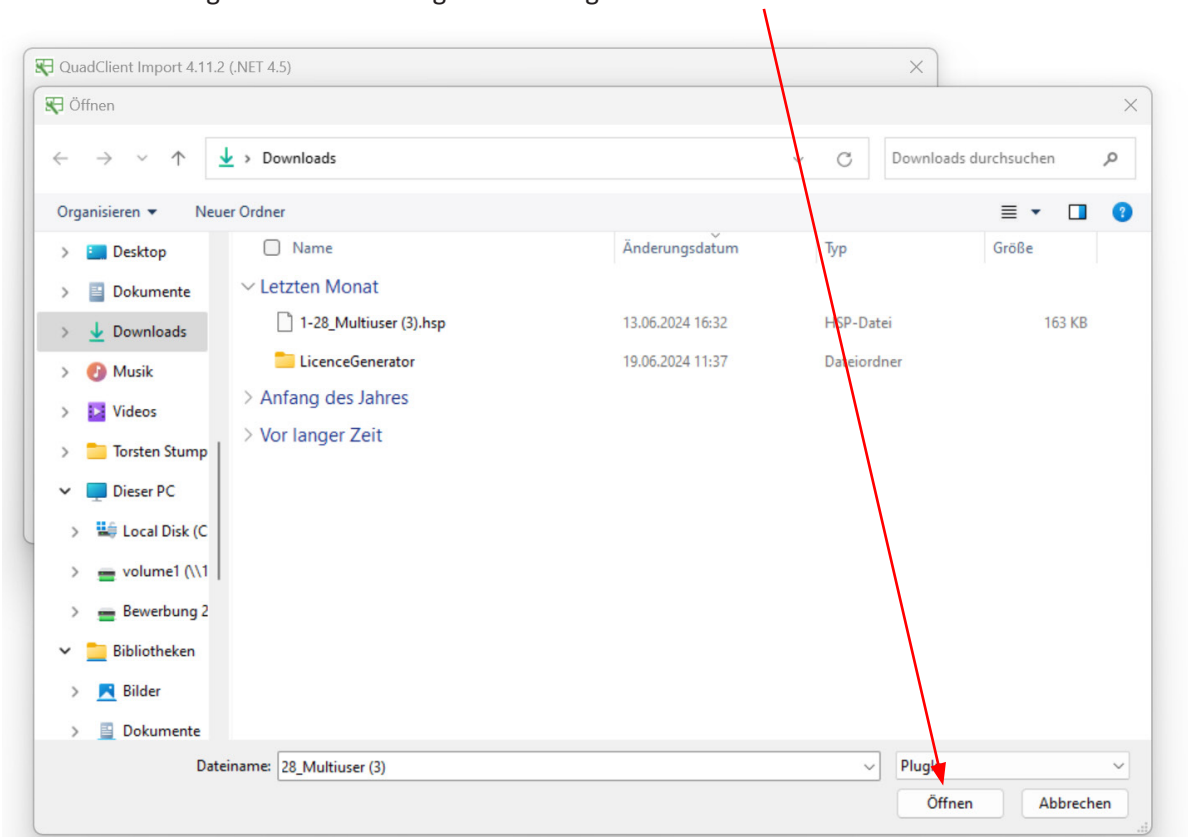 QuadClient Import 4.11.2 (.NET 4.5)
Öffnen
Downloads
Downloads durchsuchen
Organisieren
Neuer Ordner
Name Änderungsdatum Typ Größe
Desktop
Dokumente
Downloads
Musik
Videos
Torsten Stump
Dieser PC
Local Disk (C
volume1 (\\1
Bewerbung 2
Bibliotheken
Bilder
Dokumente
Letzten Monat
1-28_Multiuser (3).hsp 13.06.2024 16:32 HSP-Datei 163 KB
LicenceGenerator 19.06.2024 11:37 Dateiordner
Anfang des Jahres
Vor langer Zeit
Dateiname: 28_Multiuser (3)
Öffnen Abbrechen